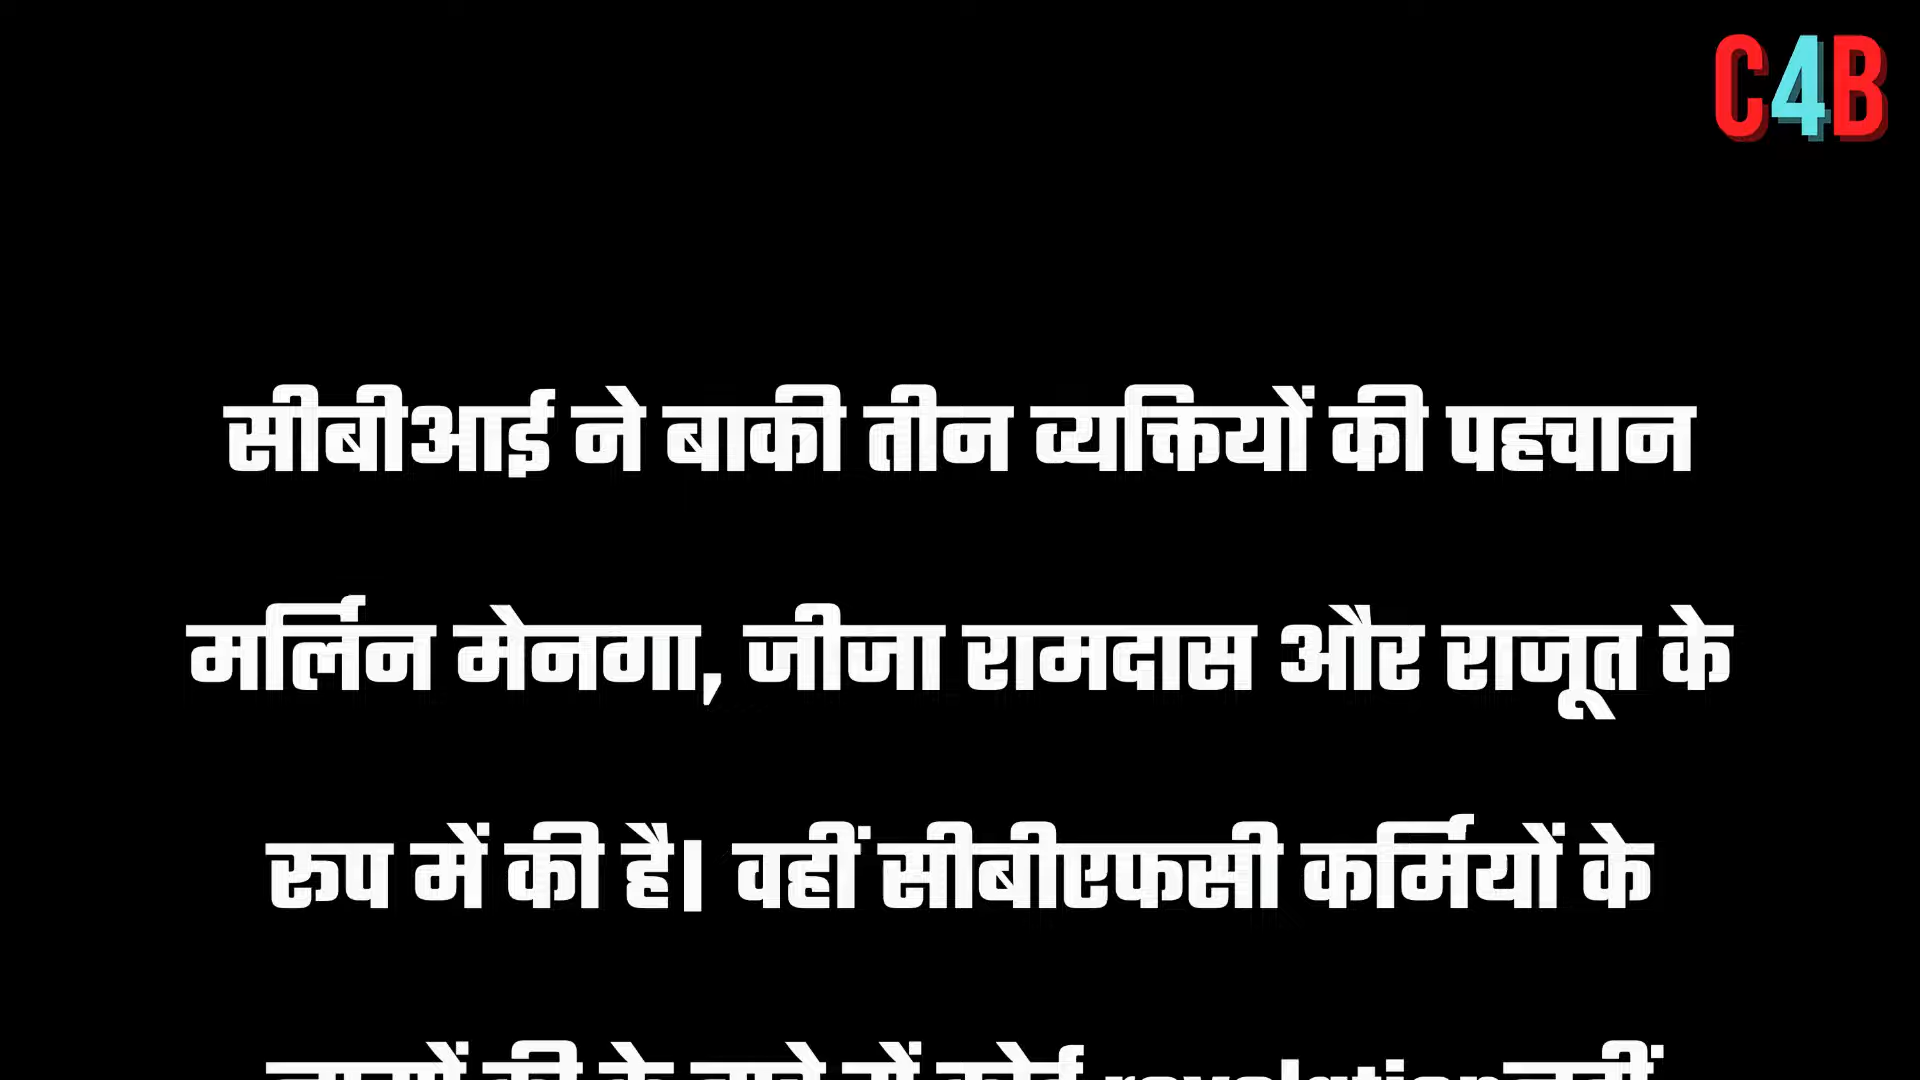 C4B
सीबीआई ने बाकी तीन व्यक्तियों की पहचान
मर्लिन मेनगा, जीजा रामदास और राजूत के
रूप में की है। वहीं सीबीएफसी कर्मियों के